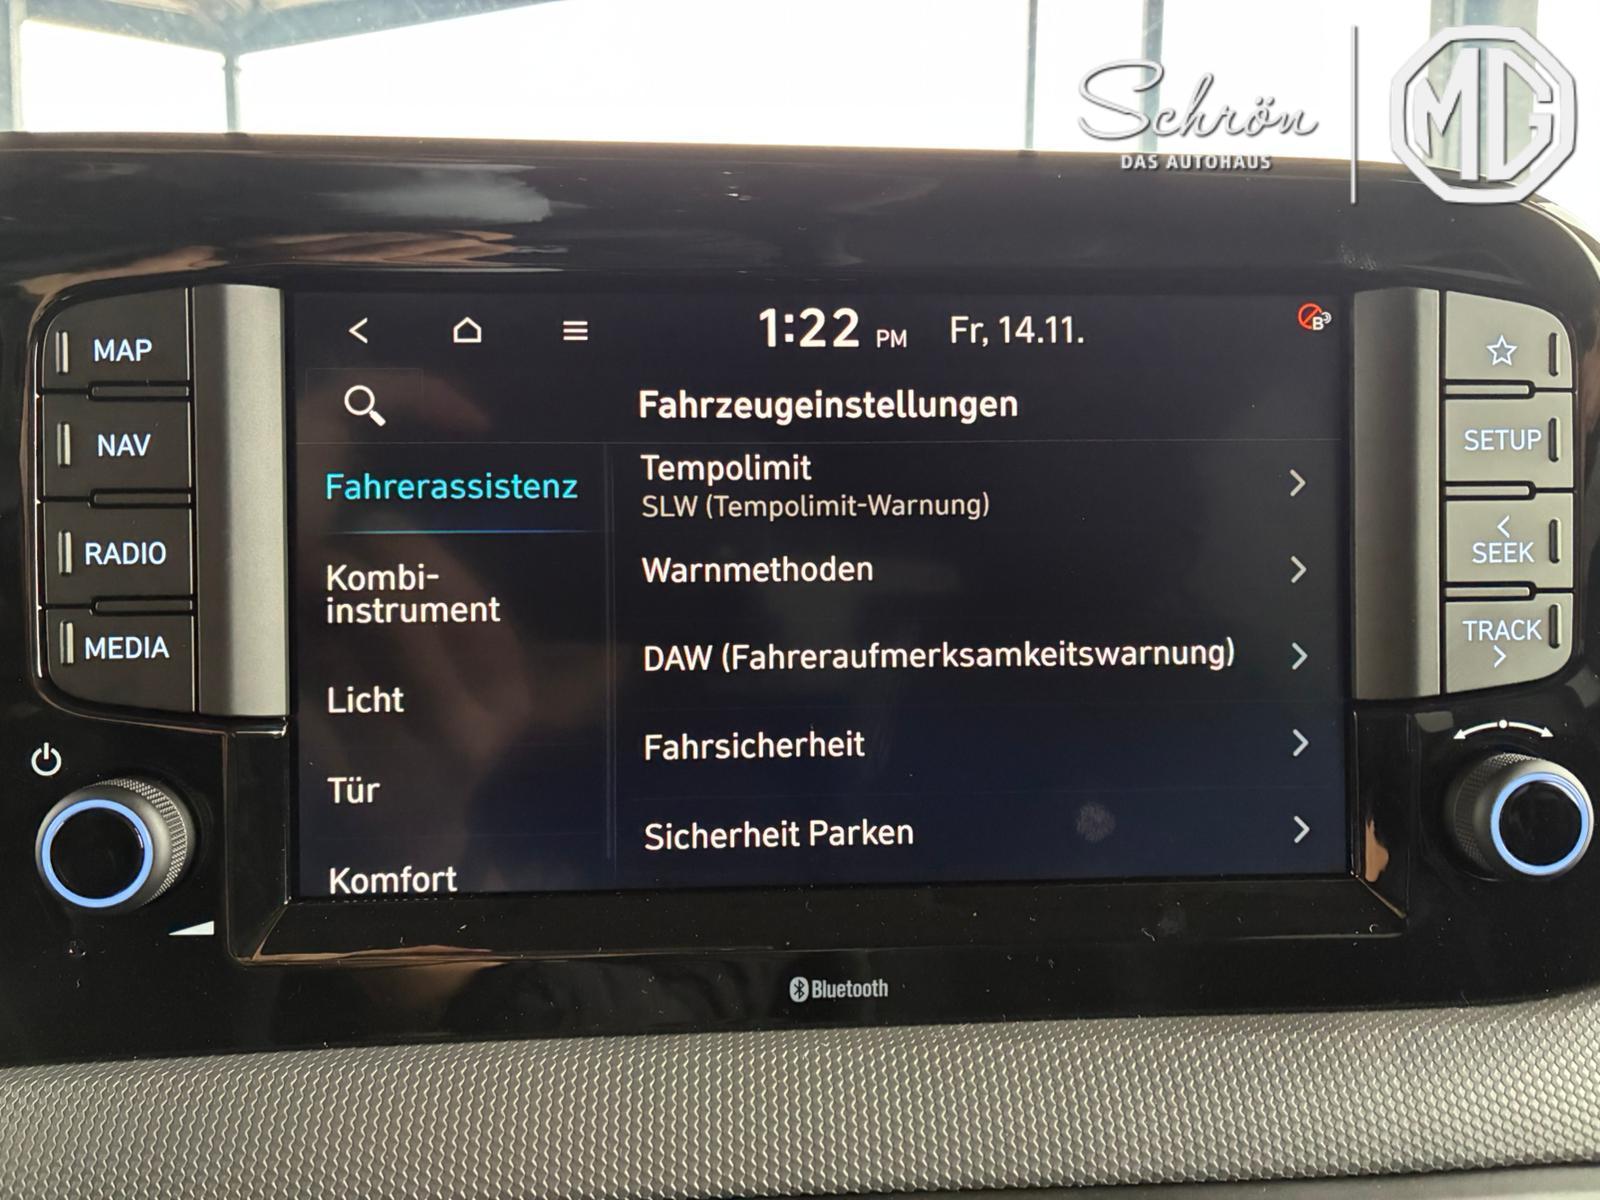 Schrön
DAS AUTOHAUS
MG
MAP
NAV
RADIO
MEDIA
1:22 PM Fr, 14.11.
B
Fahrzeugeinstellungen
Fahrerassistenz
Kombi-
instrument
Licht
Tür
Komfort
Tempolimit
SLW (Tempolimit-Warnung)
Warnmethoden
DAW (Fahreraufmerksamkeitswarnung)
Fahrsicherheit
Sicherheit Parken
SETUP
SEEK
TRACK
Bluetooth